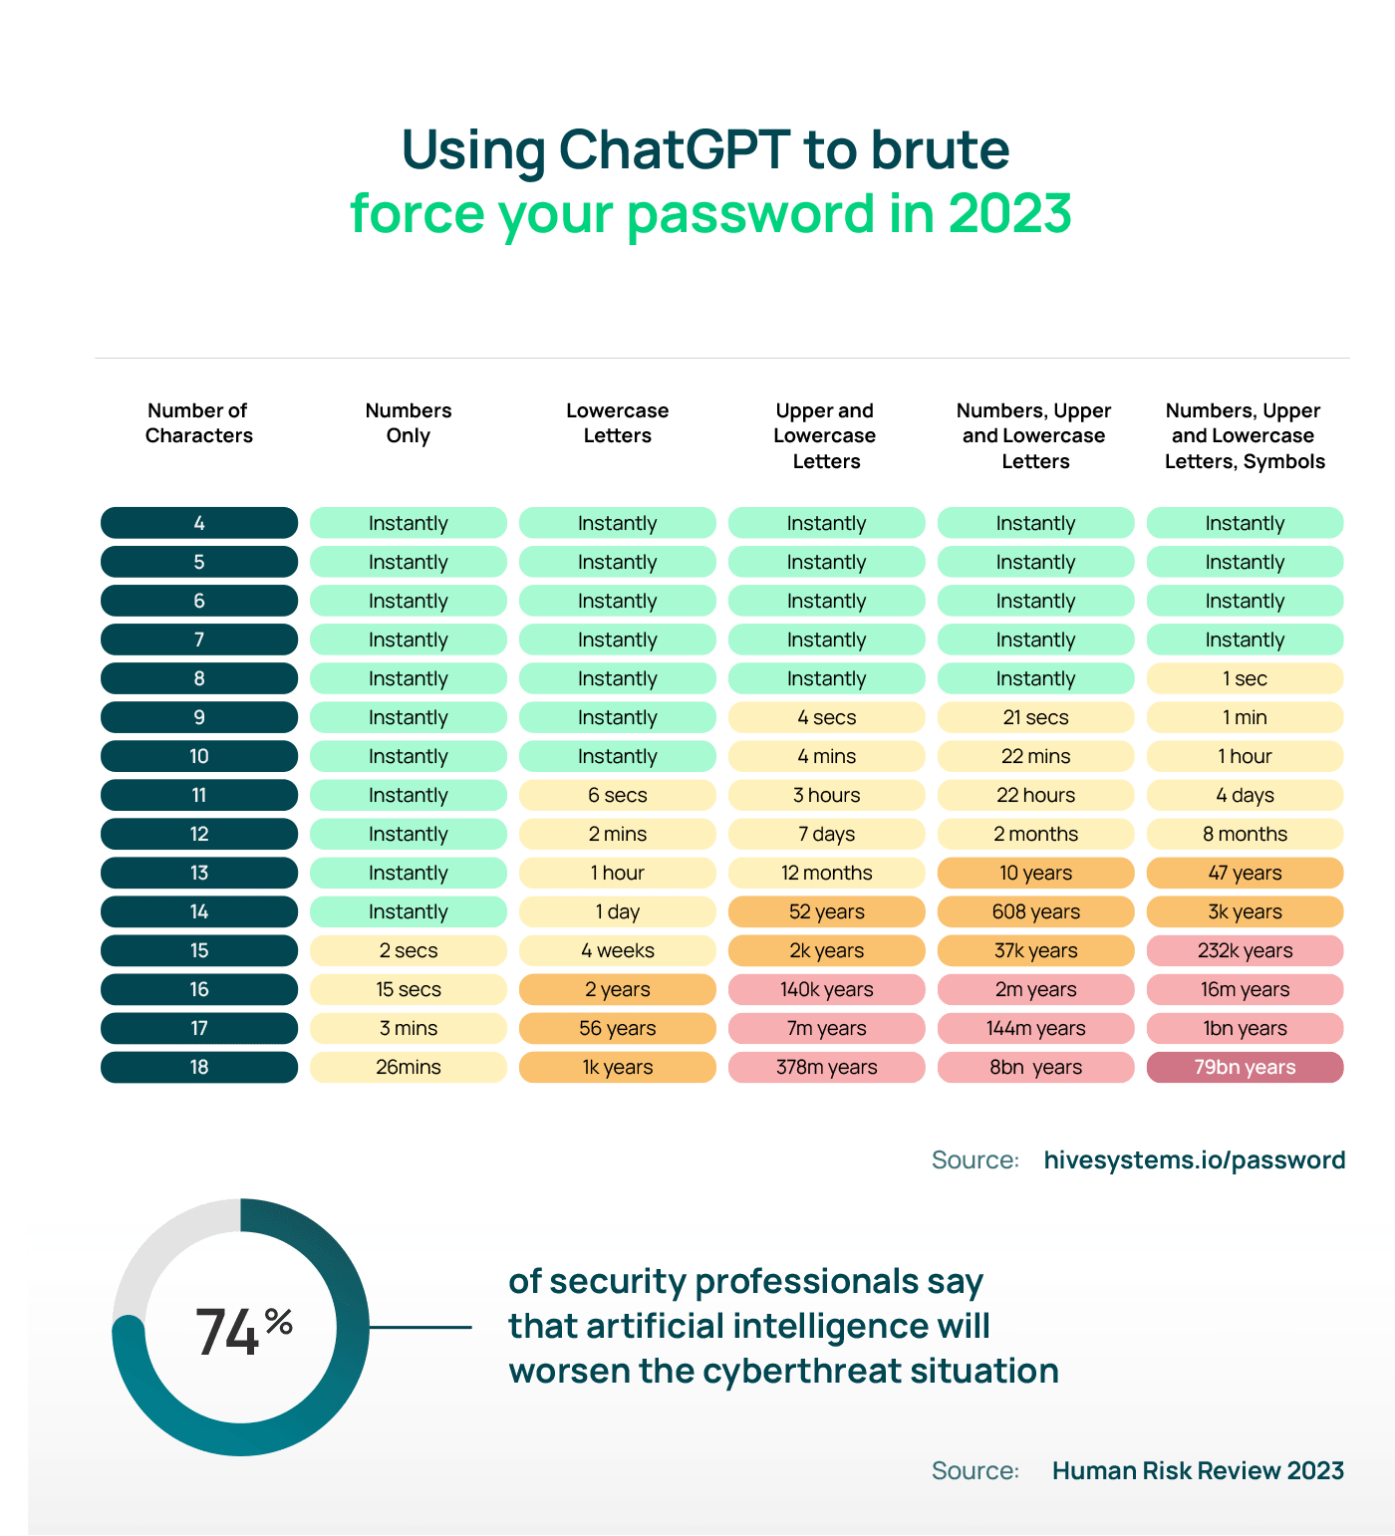 Using ChatGPT to brute
force your password in 2023
Number of Characters | Numbers Only | Lowercase Letters | Upper and Lowercase Letters | Numbers, Upper and Lowercase Letters | Numbers, Upper and Lowercase Letters, Symbols
4 | Instantly | Instantly | Instantly | Instantly | Instantly
5 | Instantly | Instantly | Instantly | Instantly | Instantly
6 | Instantly | Instantly | Instantly | Instantly | Instantly
7 | Instantly | Instantly | Instantly | Instantly | Instantly
8 | Instantly | Instantly | Instantly | Instantly | 1 sec
9 | Instantly | Instantly | 4 secs | 21 secs | 1 min
10 | Instantly | Instantly | 4 mins | 22 mins | 1 hour
11 | Instantly | 6 secs | 3 hours | 22 hours | 4 days
12 | Instantly | 2 mins | 7 days | 2 months | 8 months
13 | Instantly | 1 hour | 12 months | 10 years | 47 years
14 | Instantly | 1 day | 52 years | 608 years | 3k years
15 | 2 secs | 4 weeks | 2k years | 37k years | 232k years
16 | 15 secs | 2 years | 140k years | 2m years | 16m years
17 | 3 mins | 56 years | 7m years | 144m years | 1bn years
18 | 26mins | 1k years | 378m years | 8bn years | 79bn years
Source: hivesystems.io/password
74%
of security professionals say
that artificial intelligence will
worsen the cyberthreat situation
Source: Human Risk Review 2023